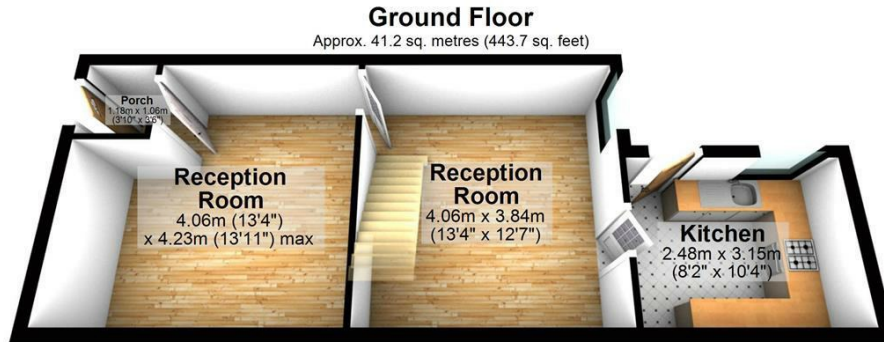 Ground Floor
Approx. 41.2 sq. metres (443.7 sq. feet)
Porch
1.18m x 1.06m
(3'10" x 3'6")
Reception
Room
4.06m (13'4")
x 4.23m (13'11") max
Reception
Room
4.06m x 3.84m
(13'4" x 12'7")
Kitchen
2.48m x 3.15m
(8'2" x 10'4")